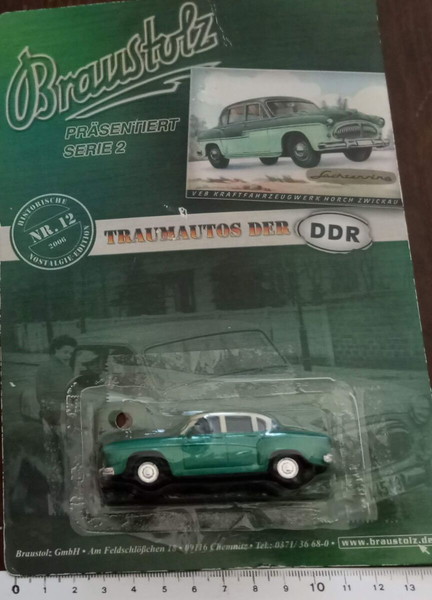 Braustolz
PRÄSENTIERT
SERIE 2
Sachsenring
VEB KRAFTFAHRZEUGWERK HORCH ZWICKAU
HISTORISCHE
NR. 12
2006
NOSTALGIE EDITION
TRAUMAUTOS DER DDR
Braustolz GmbH • Am Feldschlößchen 18 • 09116 Chemnitz • Tel.: 0371/ 36 68-0 • www.braustolz.de
0 1 2 3 4 5 6 7 8 9 10 11 12 13